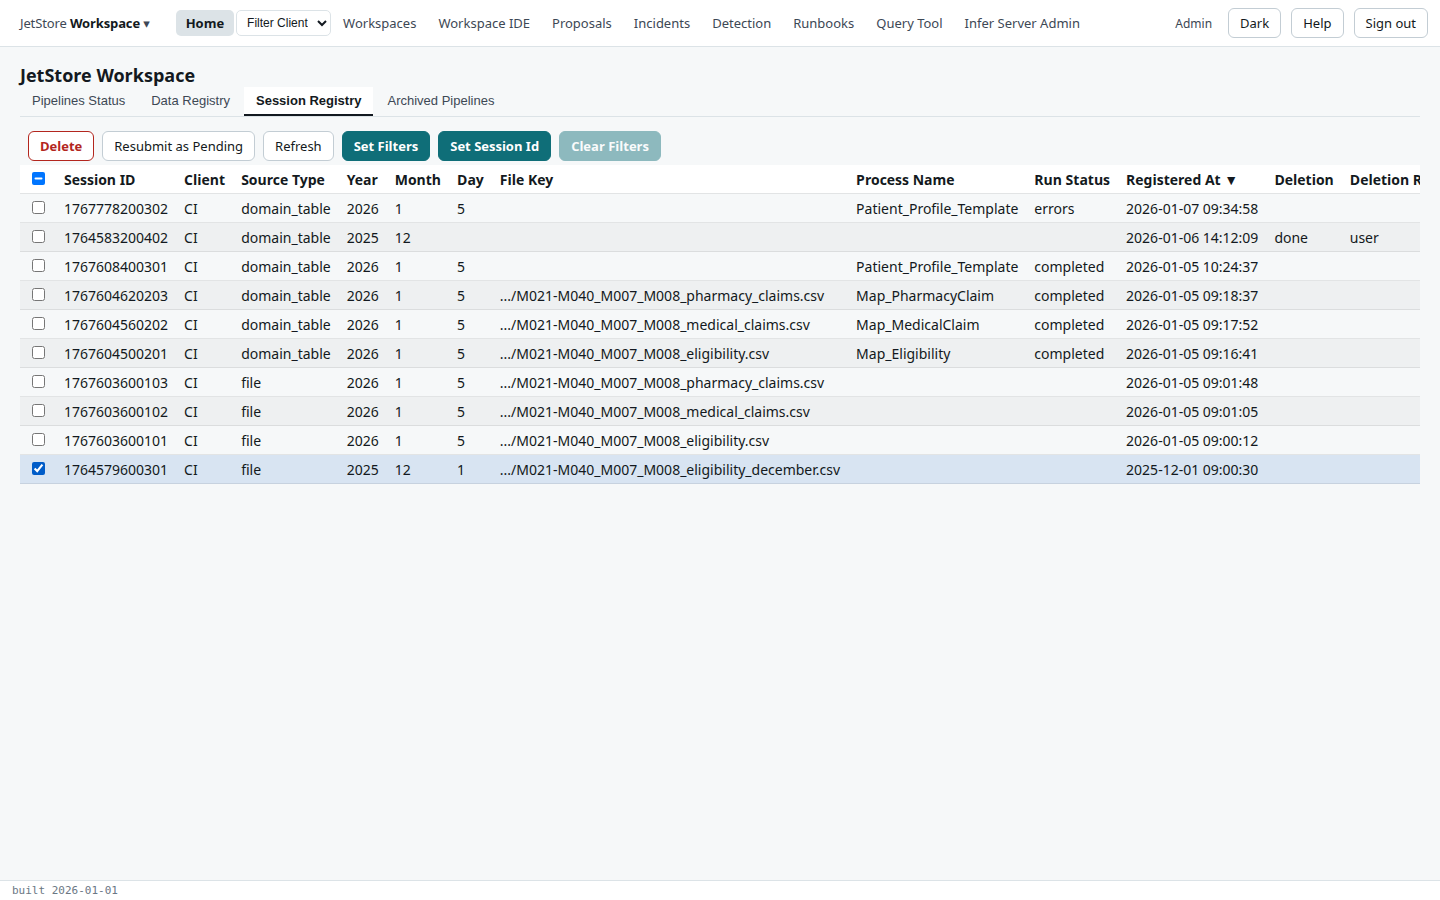 JetStore Workspace ▾ Home Filter Client Workspaces Workspace IDE Proposals Incidents Detection Runbooks Query Tool Infer Server Admin Admin Dark Help Sign out
JetStore Workspace
Pipelines Status Data Registry Session Registry Archived Pipelines
Delete Resubmit as Pending Refresh Set Filters Set Session Id Clear Filters
Session ID Client Source Type Year Month Day File Key Process Name Run Status Registered At ▼ Deletion Deletion R
1767778200302 CI domain_table 2026 1 5 Patient_Profile_Template errors 2026-01-07 09:34:58
1764583200402 CI domain_table 2025 12 2026-01-06 14:12:09 done user
1767608400301 CI domain_table 2026 1 5 Patient_Profile_Template completed 2026-01-05 10:24:37
1767604620203 CI domain_table 2026 1 5 .../M021-M040_M007_M008_pharmacy_claims.csv Map_PharmacyClaim completed 2026-01-05 09:18:37
1767604560202 CI domain_table 2026 1 5 .../M021-M040_M007_M008_medical_claims.csv Map_MedicalClaim completed 2026-01-05 09:17:52
1767604500201 CI domain_table 2026 1 5 .../M021-M040_M007_M008_eligibility.csv Map_Eligibility completed 2026-01-05 09:16:41
1767603600103 CI file 2026 1 5 .../M021-M040_M007_M008_pharmacy_claims.csv 2026-01-05 09:01:48
1767603600102 CI file 2026 1 5 .../M021-M040_M007_M008_medical_claims.csv 2026-01-05 09:01:05
1767603600101 CI file 2026 1 5 .../M021-M040_M007_M008_eligibility.csv 2026-01-05 09:00:12
1764579600301 CI file 2025 12 1 .../M021-M040_M007_M008_eligibility_december.csv 2025-12-01 09:00:30
built 2026-01-01